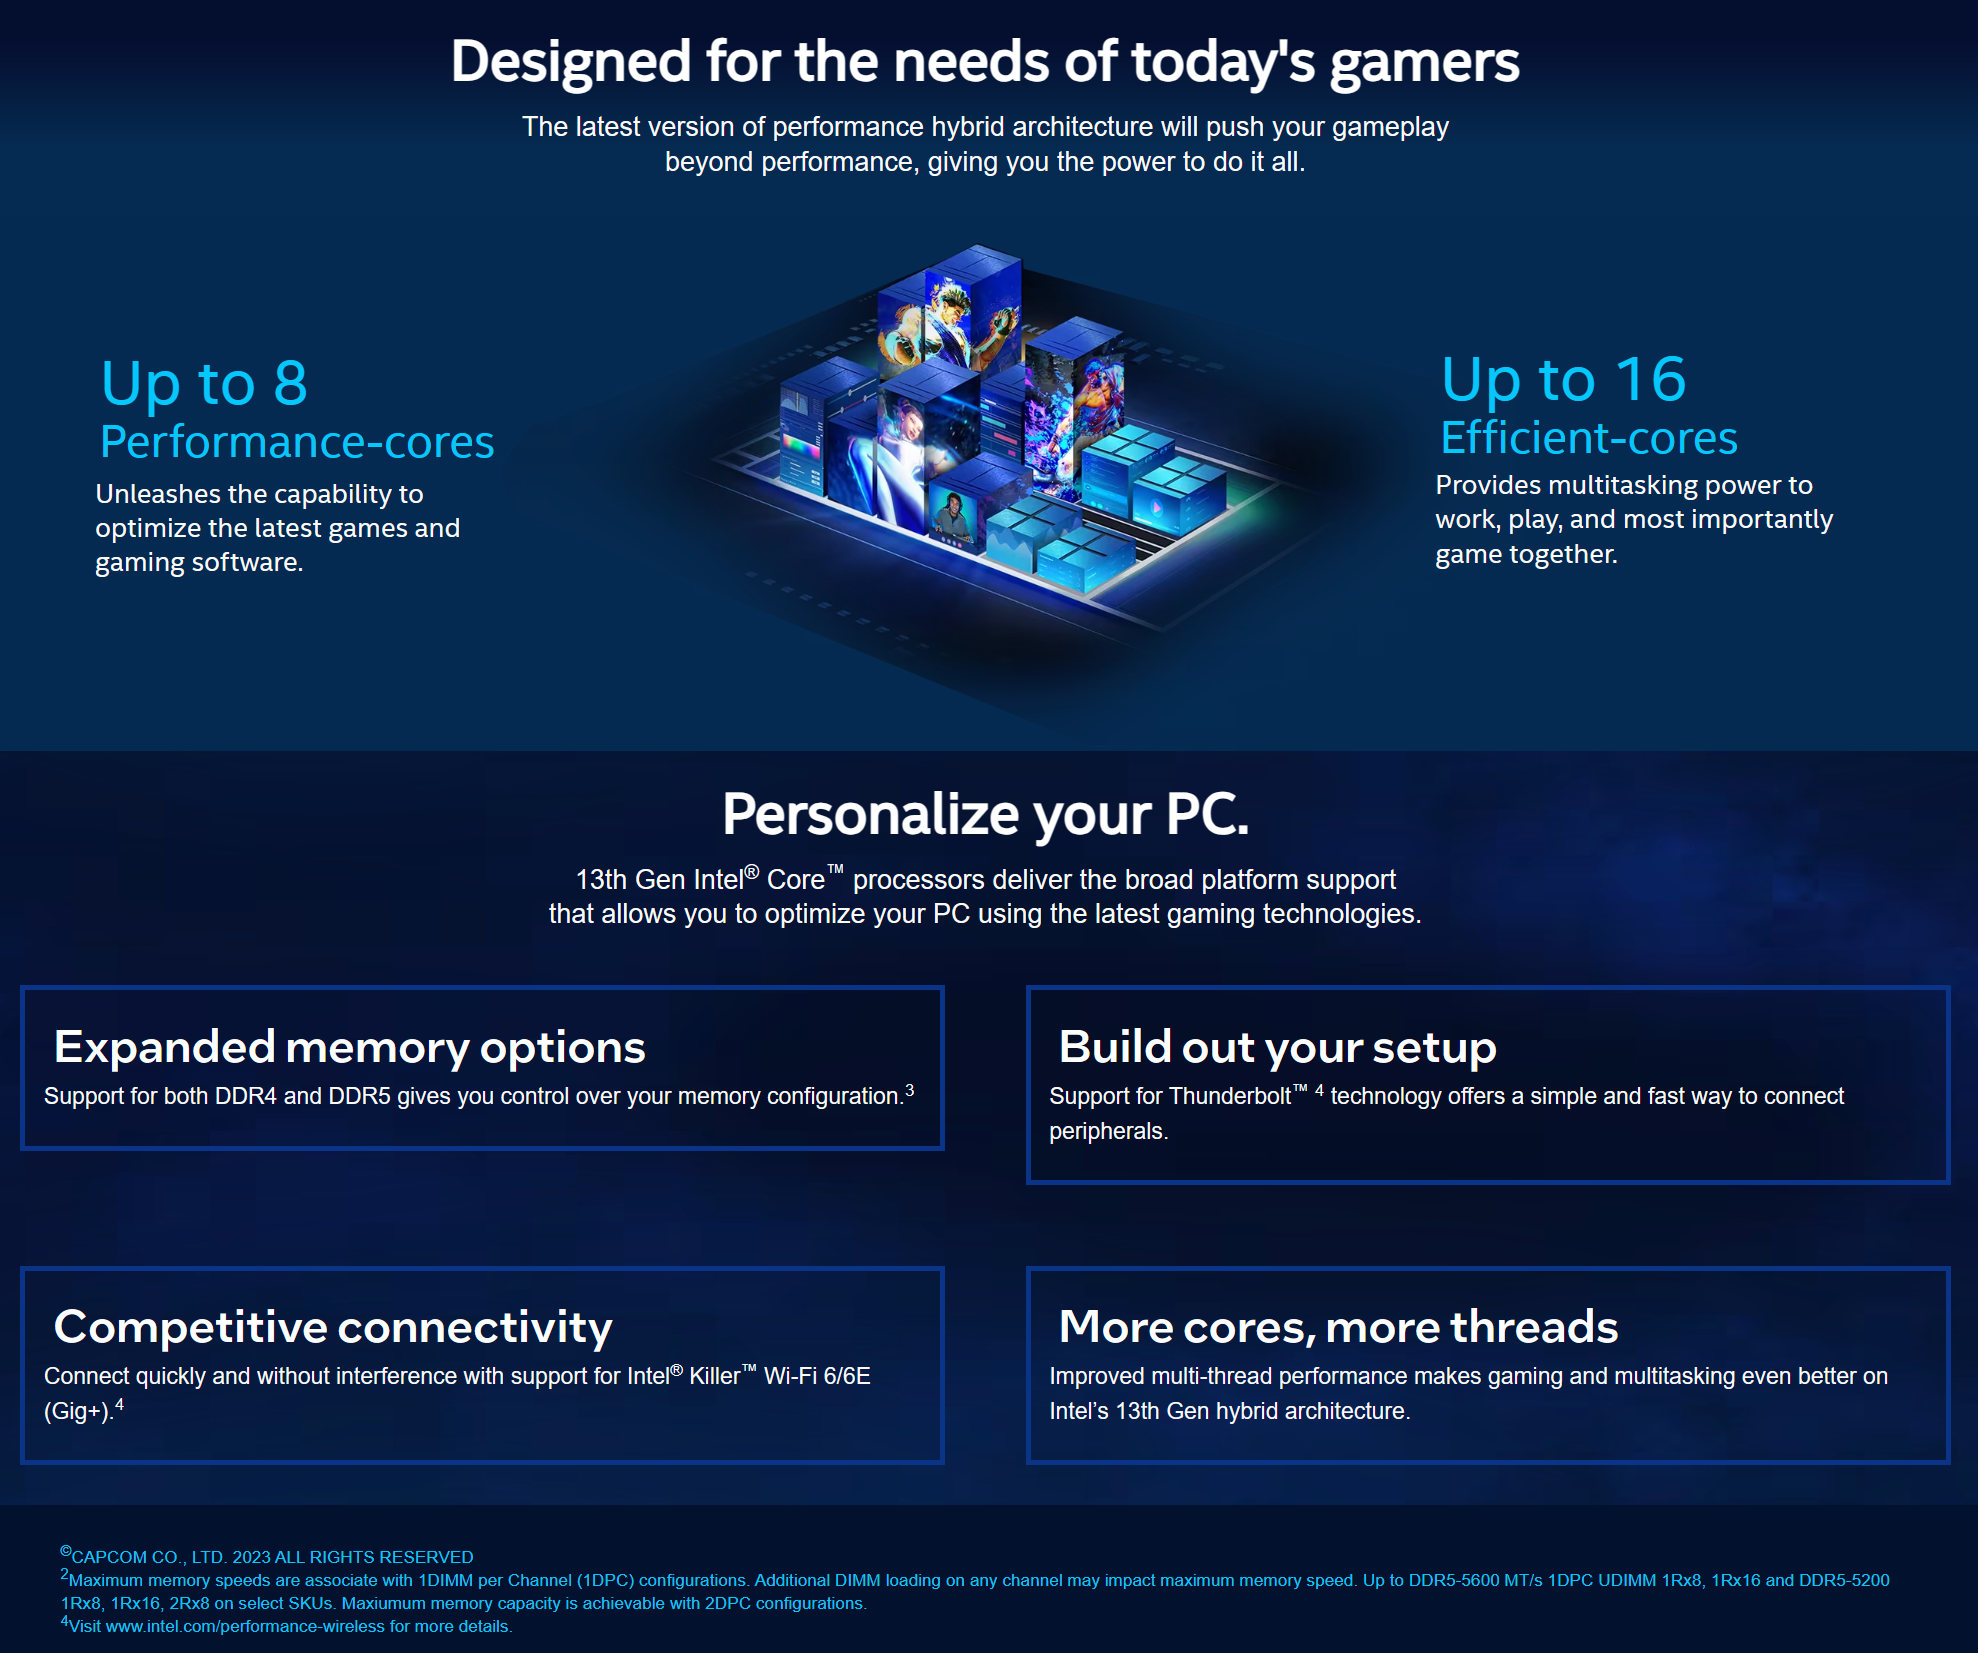 Designed for the needs of today's gamers
The latest version of performance hybrid architecture will push your gameplay
beyond performance, giving you the power to do it all.
Up to 8
Performance-cores
Unleashes the capability to
optimize the latest games and
gaming software.
Up to 16
Efficient-cores
Provides multitasking power to
work, play, and most importantly
game together.
Personalize your PC.
13th Gen Intel® Core™ processors deliver the broad platform support
that allows you to optimize your PC using the latest gaming technologies.
Expanded memory options
Support for both DDR4 and DDR5 gives you control over your memory configuration.3
Build out your setup
Support for Thunderbolt™ 4 technology offers a simple and fast way to connect
peripherals.
Competitive connectivity
Connect quickly and without interference with support for Intel® Killer™ Wi-Fi 6/6E
(Gig+).4
More cores, more threads
Improved multi-thread performance makes gaming and multitasking even better on
Intel’s 13th Gen hybrid architecture.
©CAPCOM CO., LTD. 2023 ALL RIGHTS RESERVED
2Maximum memory speeds are associate with 1DIMM per Channel (1DPC) configurations. Additional DIMM loading on any channel may impact maximum memory speed. Up to DDR5-5600 MT/s 1DPC UDIMM 1Rx8, 1Rx16 and DDR5-5200
1Rx8, 1Rx16, 2Rx8 on select SKUs. Maxiumum memory capacity is achievable with 2DPC configurations.
4Visit www.intel.com/performance-wireless for more details.